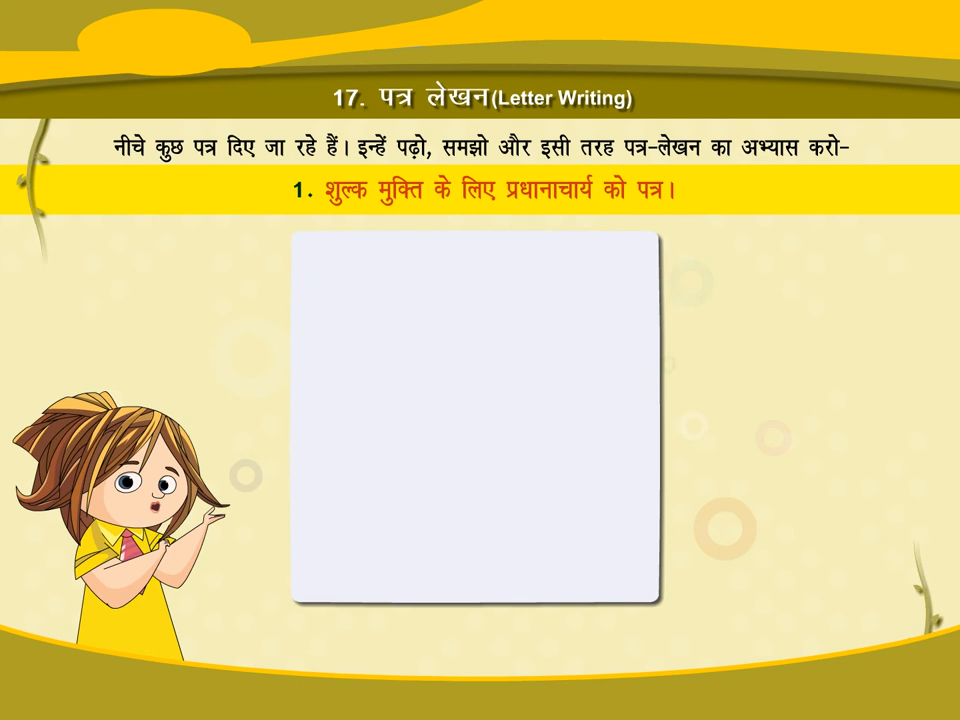 17. पत्र लेखन(Letter Writing)
नीचे कुछ पत्र दिए जा रहे हैं। इन्हें पढ़ो, समझो और इसी तरह पत्र-लेखन का अभ्यास करो-
1. शुल्क मुक्ति के लिए प्रधानाचार्य को पत्र।